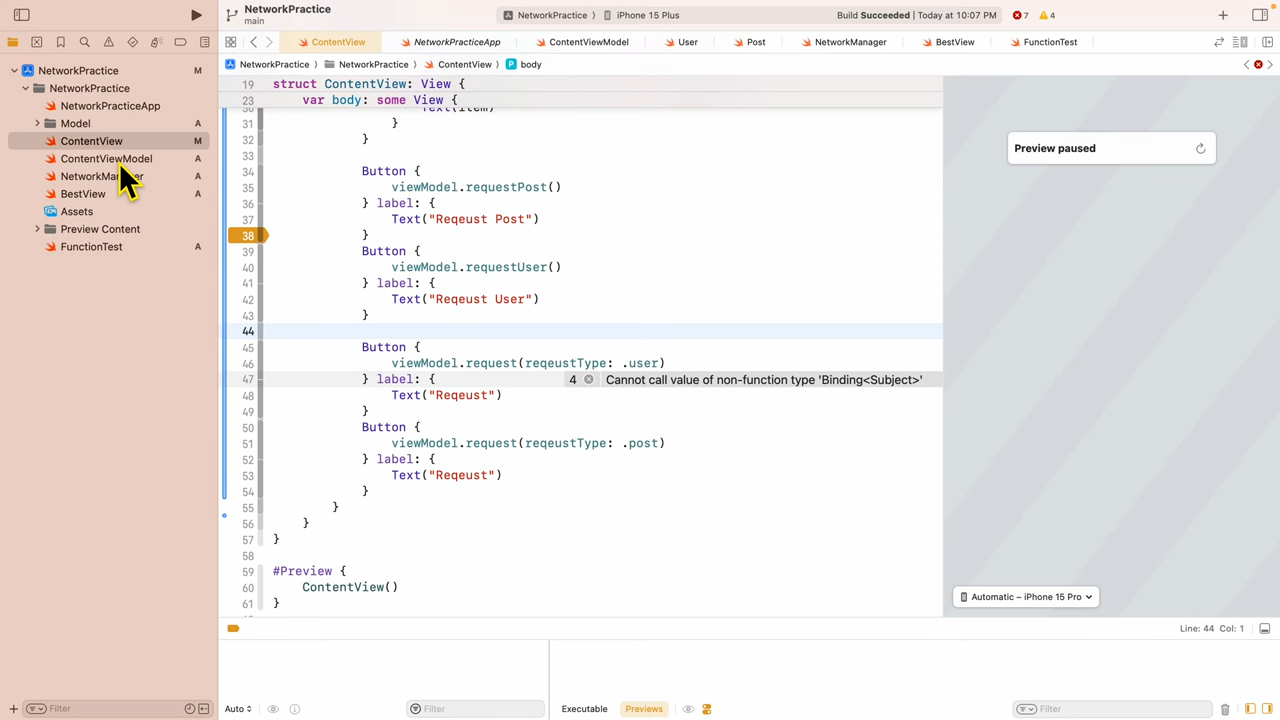 NetworkPractice
main
NetworkPractice
iPhone 15 Plus
Build Succeeded | Today at 10:07 PM
7
4
ContentView
NetworkPracticeApp
ContentViewModel
User
Post
NetworkManager
BestView
FunctionTest
NetworkPractice
NetworkPractice
ContentView
body
NetworkPractice M
NetworkPractice
NetworkPracticeApp
Model A
ContentView M
ContentViewModel A
A
BestView A
Assets
Preview Content
FunctionTest A
19 struct ContentView: View {
23 var body: some View {
Text(item)
31 }
32 }
33
34 Button {
35 viewModel.requestPost()
36 } label: {
37 Text("Reqeust Post")
38 }
39 Button {
40 viewModel.requestUser()
41 } label: {
42 Text("Reqeust User")
43 }
44
45 Button {
46 viewModel.request(reqeustType: .user)
47 } label: { 4 Cannot call value of non-function type 'Binding<Subject>'
48 Text("Reqeust")
49 }
50 Button {
51 viewModel.request(reqeustType: .post)
52 } label: {
53 Text("Reqeust")
54 }
55 }
56 }
57 }
58
59 #Preview {
60 ContentView()
61 }
Preview paused
Automatic – iPhone 15 Pro
Line: 44 Col: 1
Filter
Auto
Filter
Executable
Previews
Filter